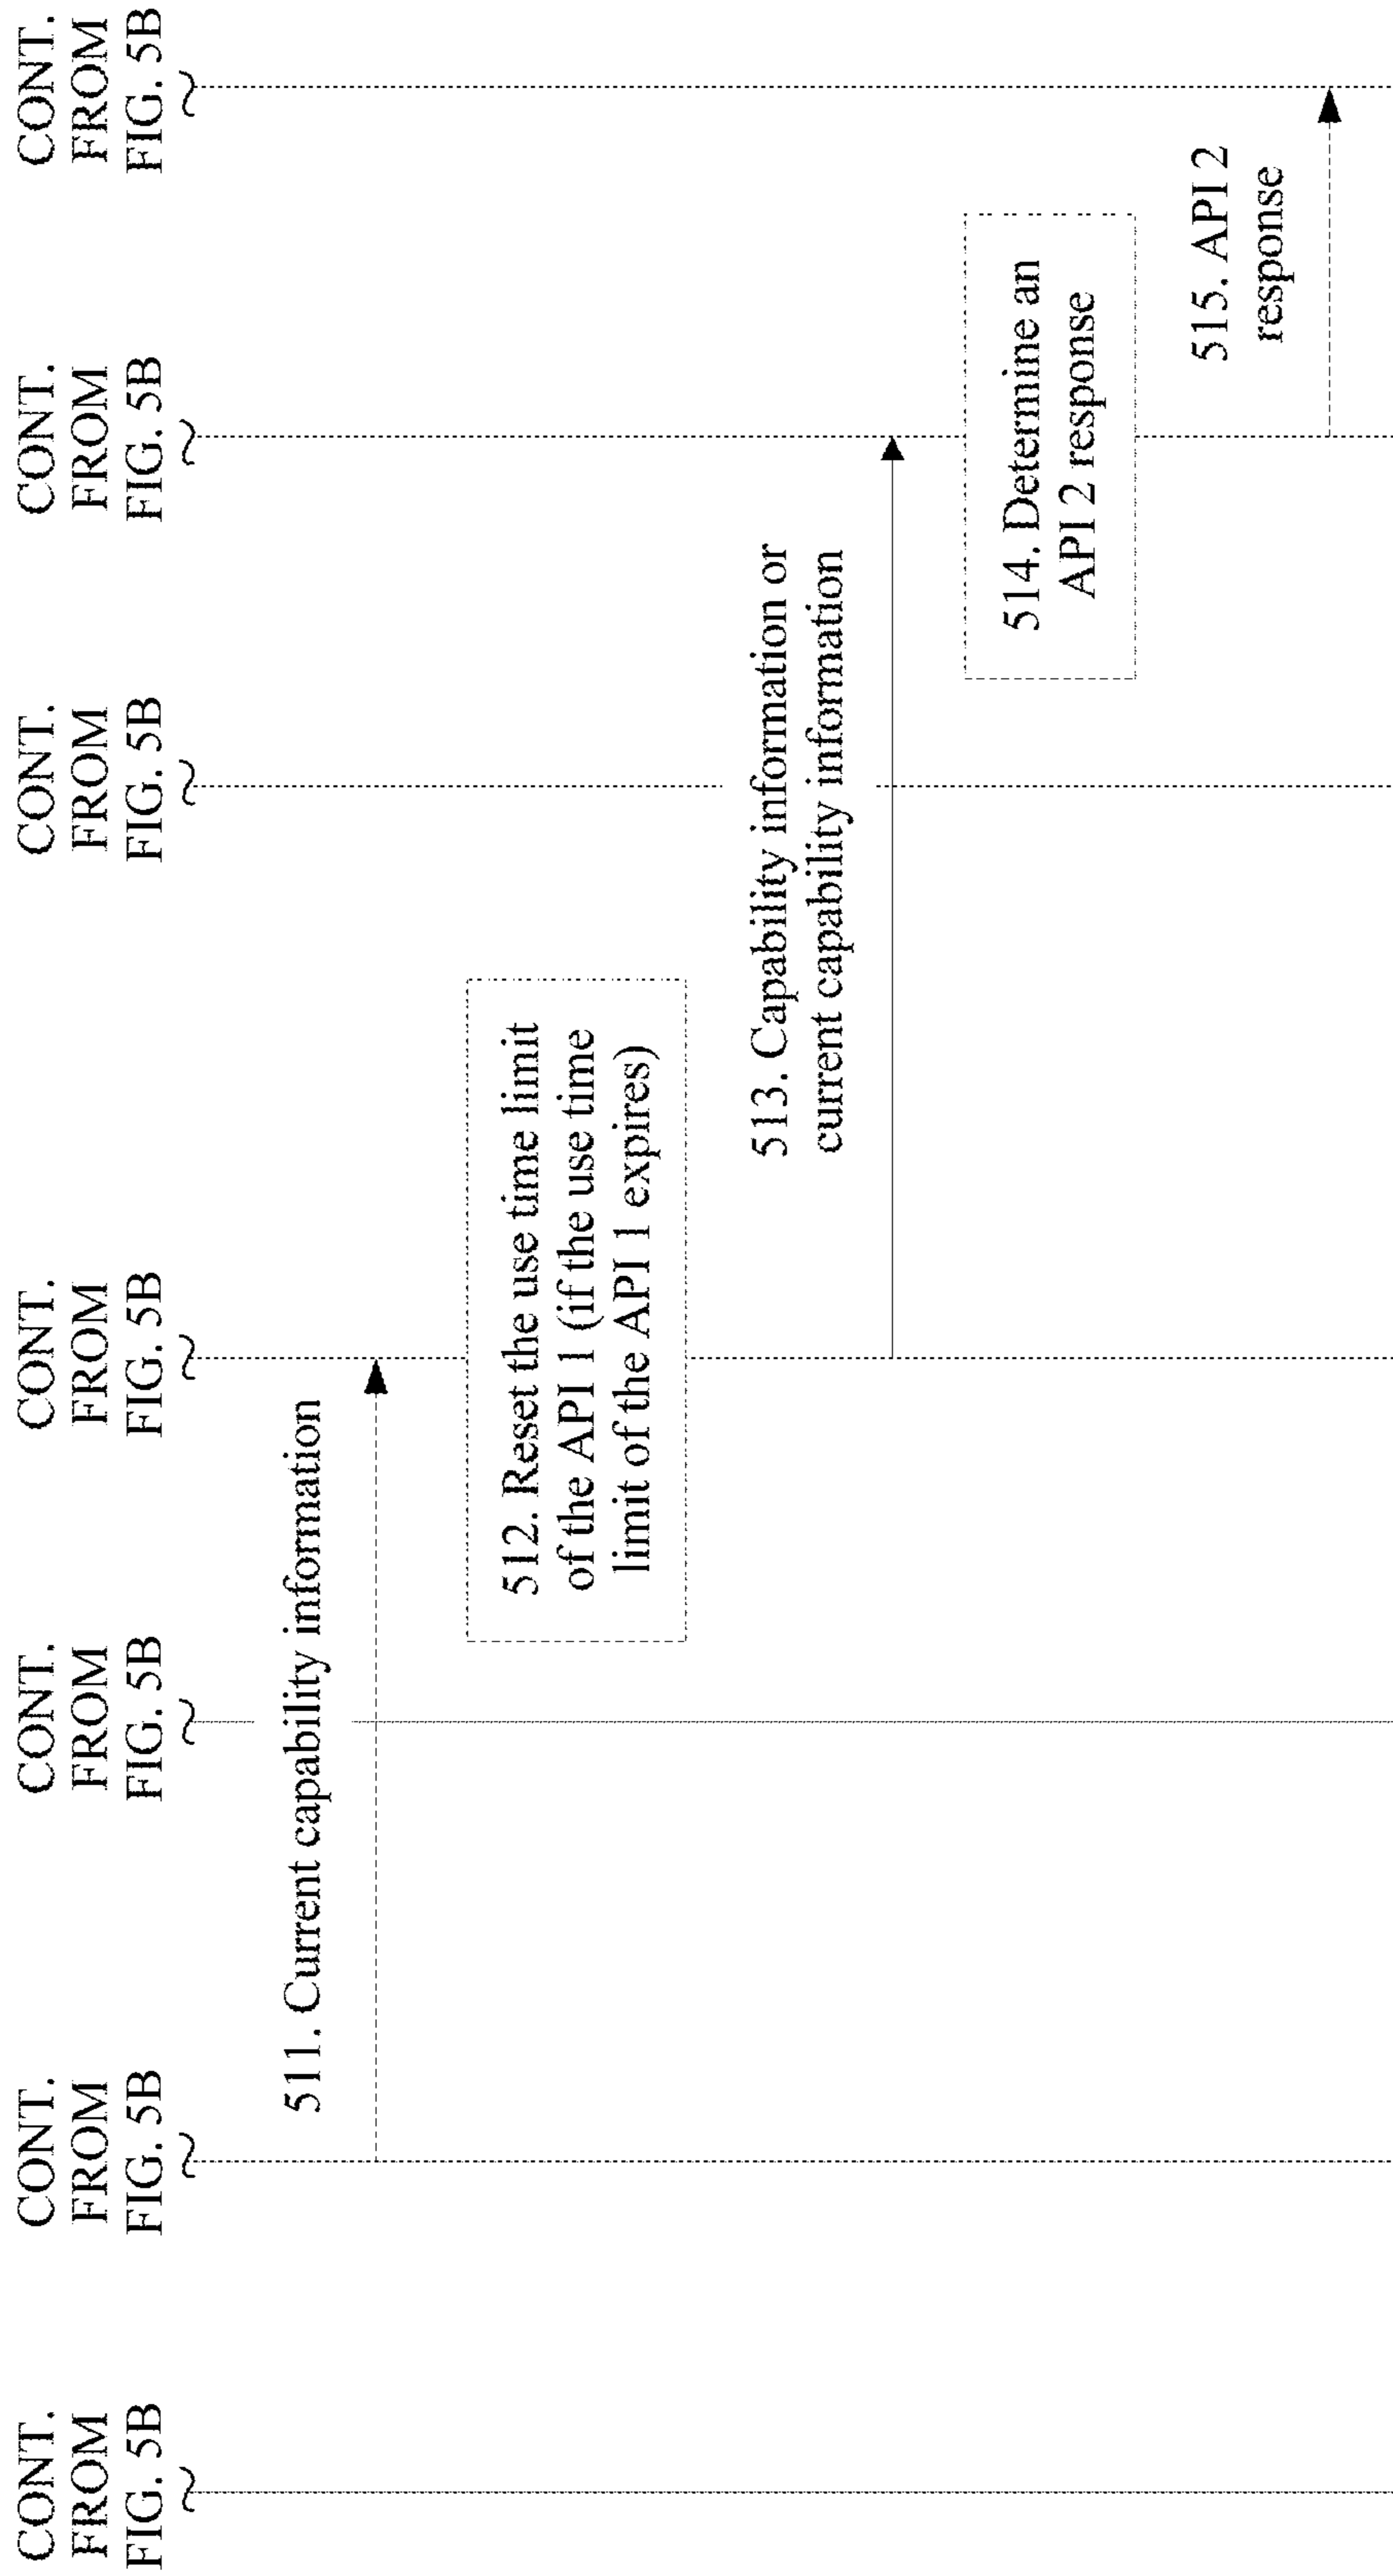 CONT.
FROM
FIG. 5B
CONT.
FROM
FIG. 5B
CONT.
FROM
FIG. 5B
CONT.
FROM
FIG. 5B
CONT.
FROM
FIG. 5B
CONT.
FROM
FIG. 5B
CONT.
FROM
FIG. 5B
511. Current capability information
512. Reset the use time limit
of the API 1 (if the use time
limit of the API 1 expires)
513. Capability information or
current capability information
514. Determine an
API 2 response
515. API 2
response